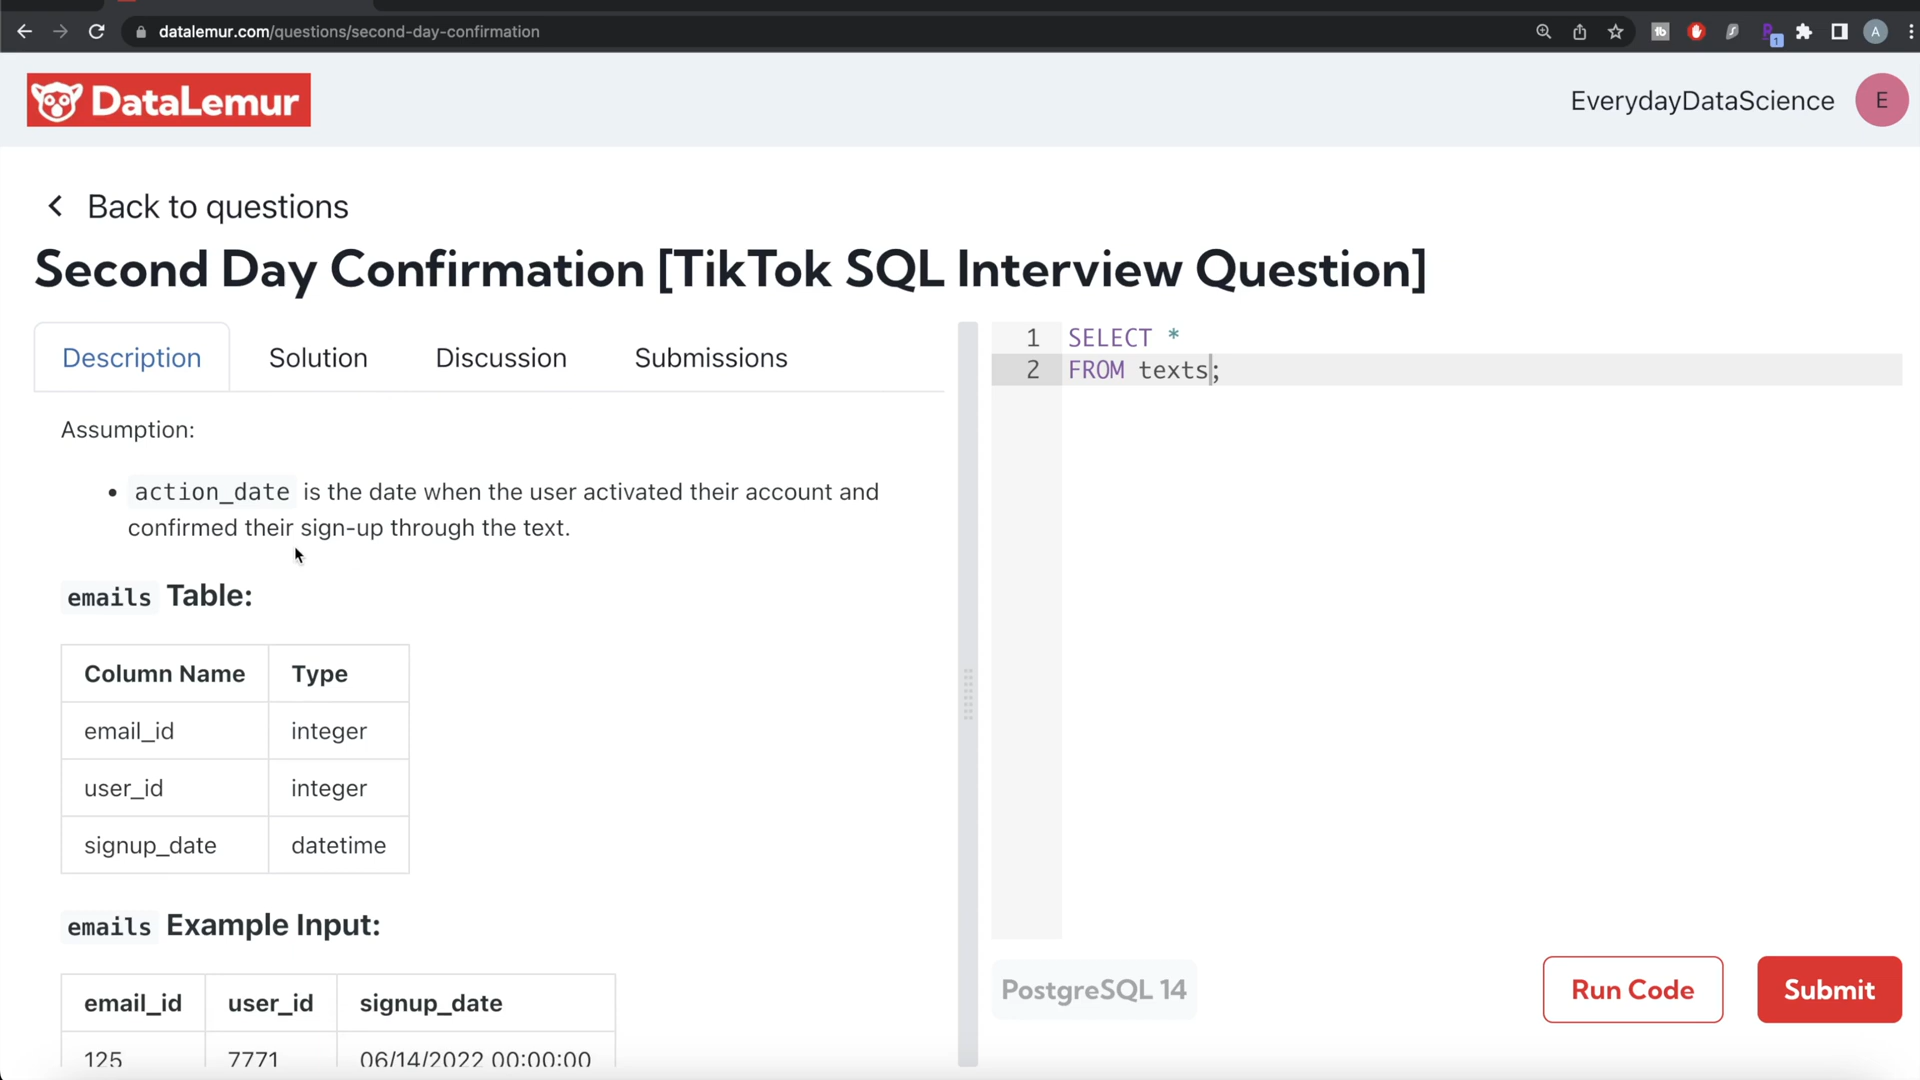 datalemur.com/questions/second-day-confirmation
A
1
DataLemur
EverydayDataScience
E
Back to questions
Second Day Confirmation [TikTok SQL Interview Question]
Description
Solution
Discussion
Submissions
Assumption:
action_date is the date when the user activated their account and
confirmed their sign-up through the text.
emails Table:
Column Name Type
email_id integer
user_id integer
signup_date datetime
emails Example Input:
email_id user_id signup_date
125 7771 06/14/2022 00:00:00
1 SELECT *
2 FROM texts;
PostgreSQL 14
Run Code
Submit